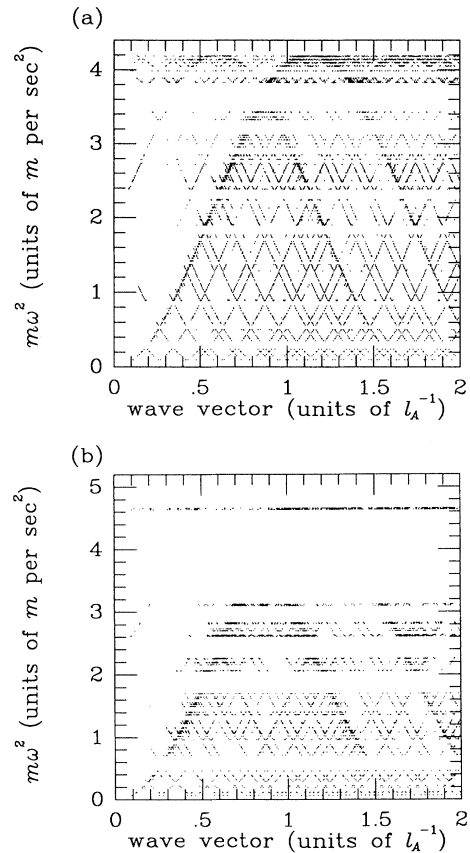 (a)
mω² (units of m per sec²)
4
3
2
1
0
0 .5 1 1.5 2
wave vector (units of l_A⁻¹)
(b)
mω² (units of m per sec²)
5
4
3
2
1
0
0 .5 1 1.5 2
wave vector (units of l_A⁻¹)